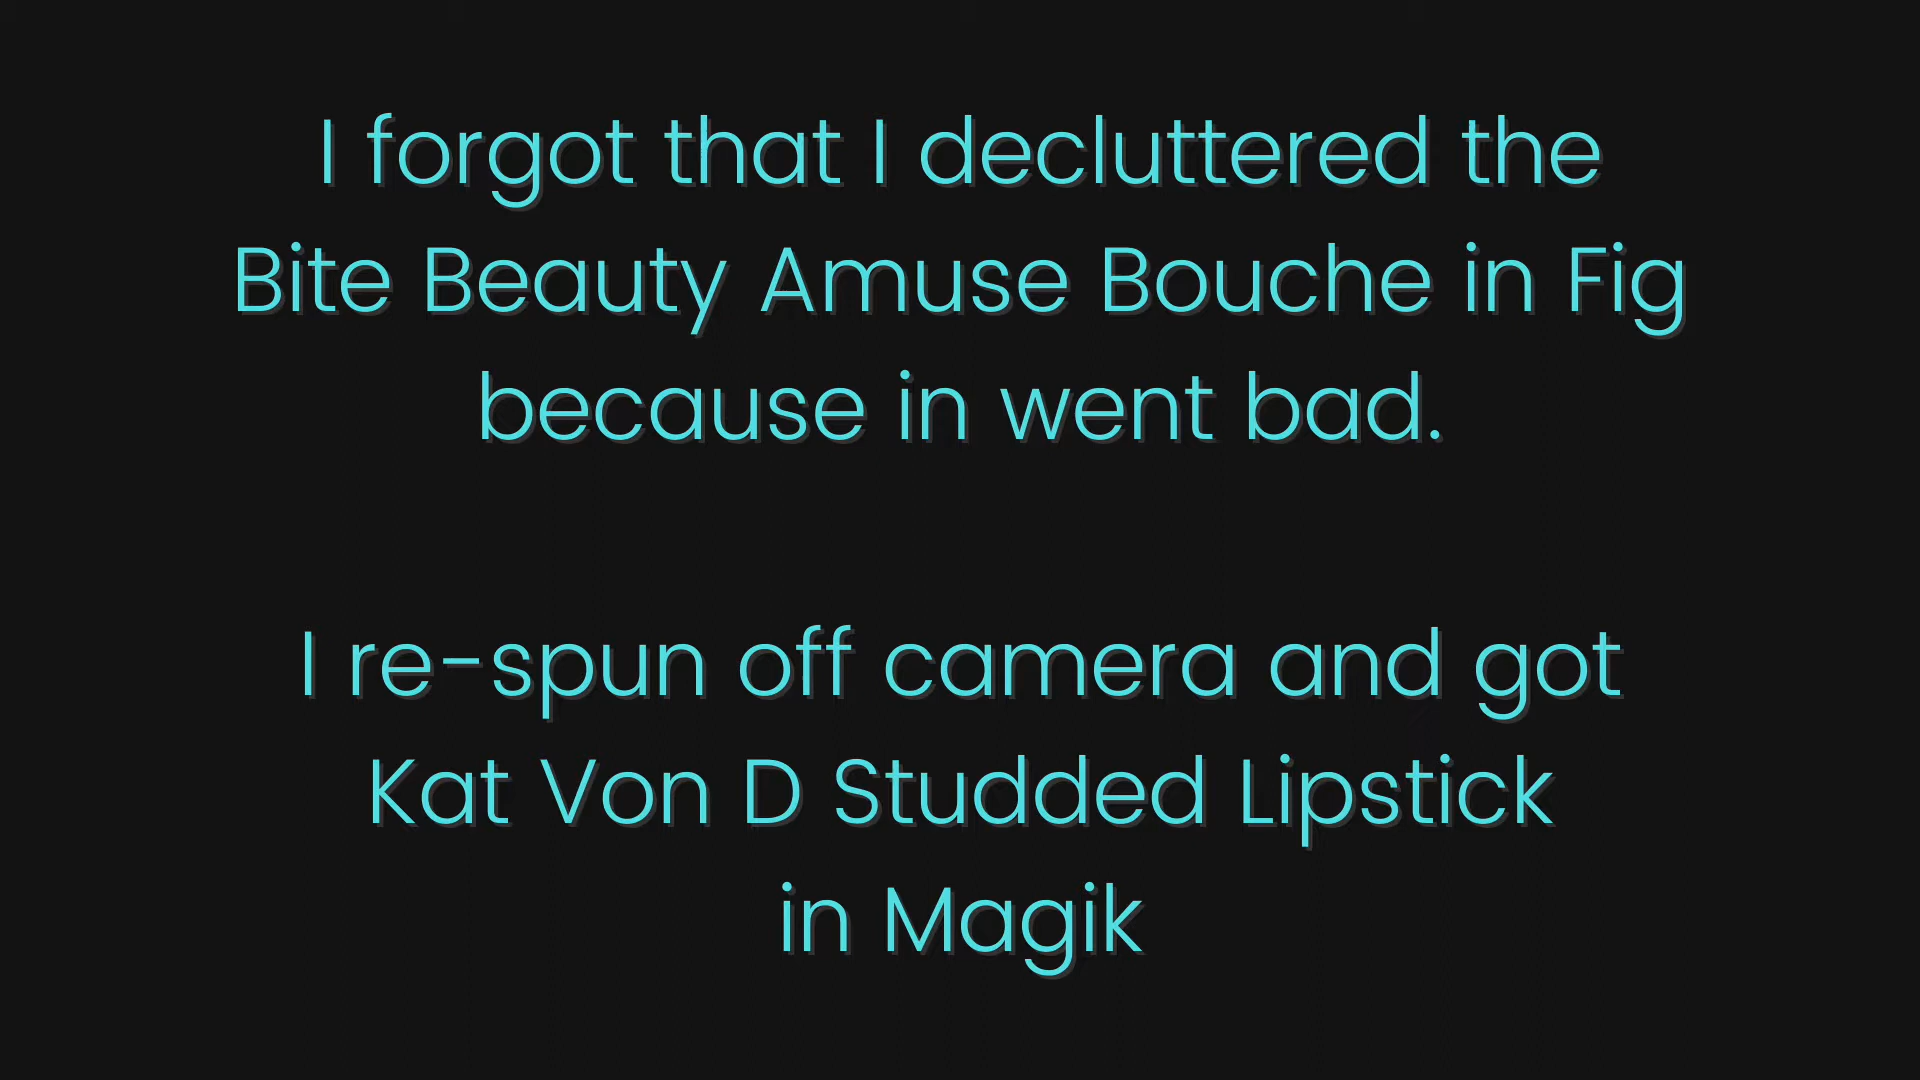 I forgot that I decluttered the
Bite Beauty Amuse Bouche in Fig
because in went bad.
I re-spun off camera and got
Kat Von D Studded Lipstick
in Magik